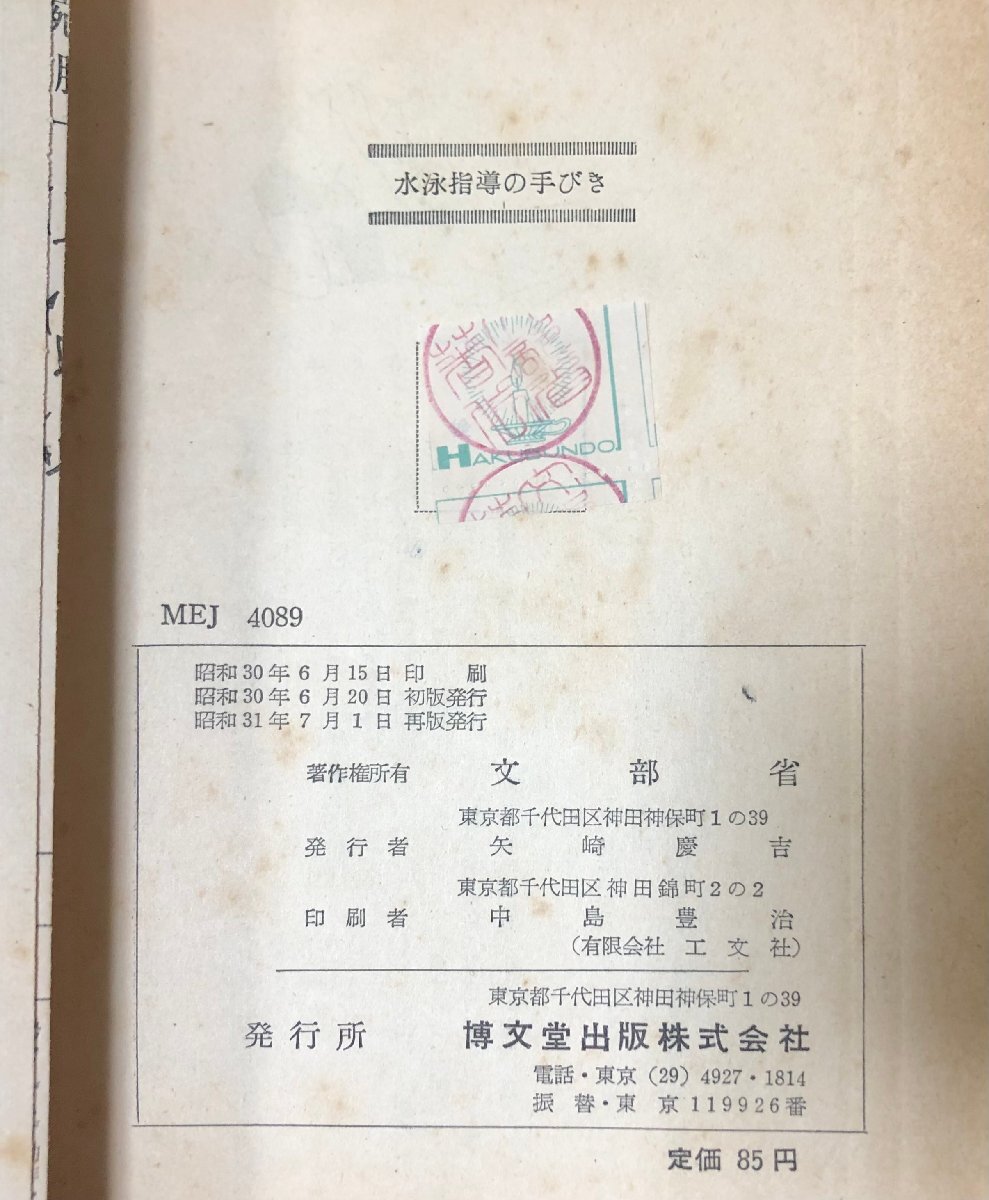 水泳指導の手びき
HAKUBUNDO
MEJ 4089
昭和30年6月15日 印 刷
昭和30年6月20日 初版発行
昭和31年7月1日 再版発行
著作権所有 文 部 省
東京都千代田区神田神保町1の39
発 行 者 矢 崎 慶 吉
東京都千代田区神田錦町2の2
印 刷 者 中 島 豊 治
(有限会社 工 文 社)
東京都千代田区神田神保町1の39
発 行 所 博文堂出版株式会社
電話・東京 (29) 4927・1814
振 替・東 京 119926番
定価 85円